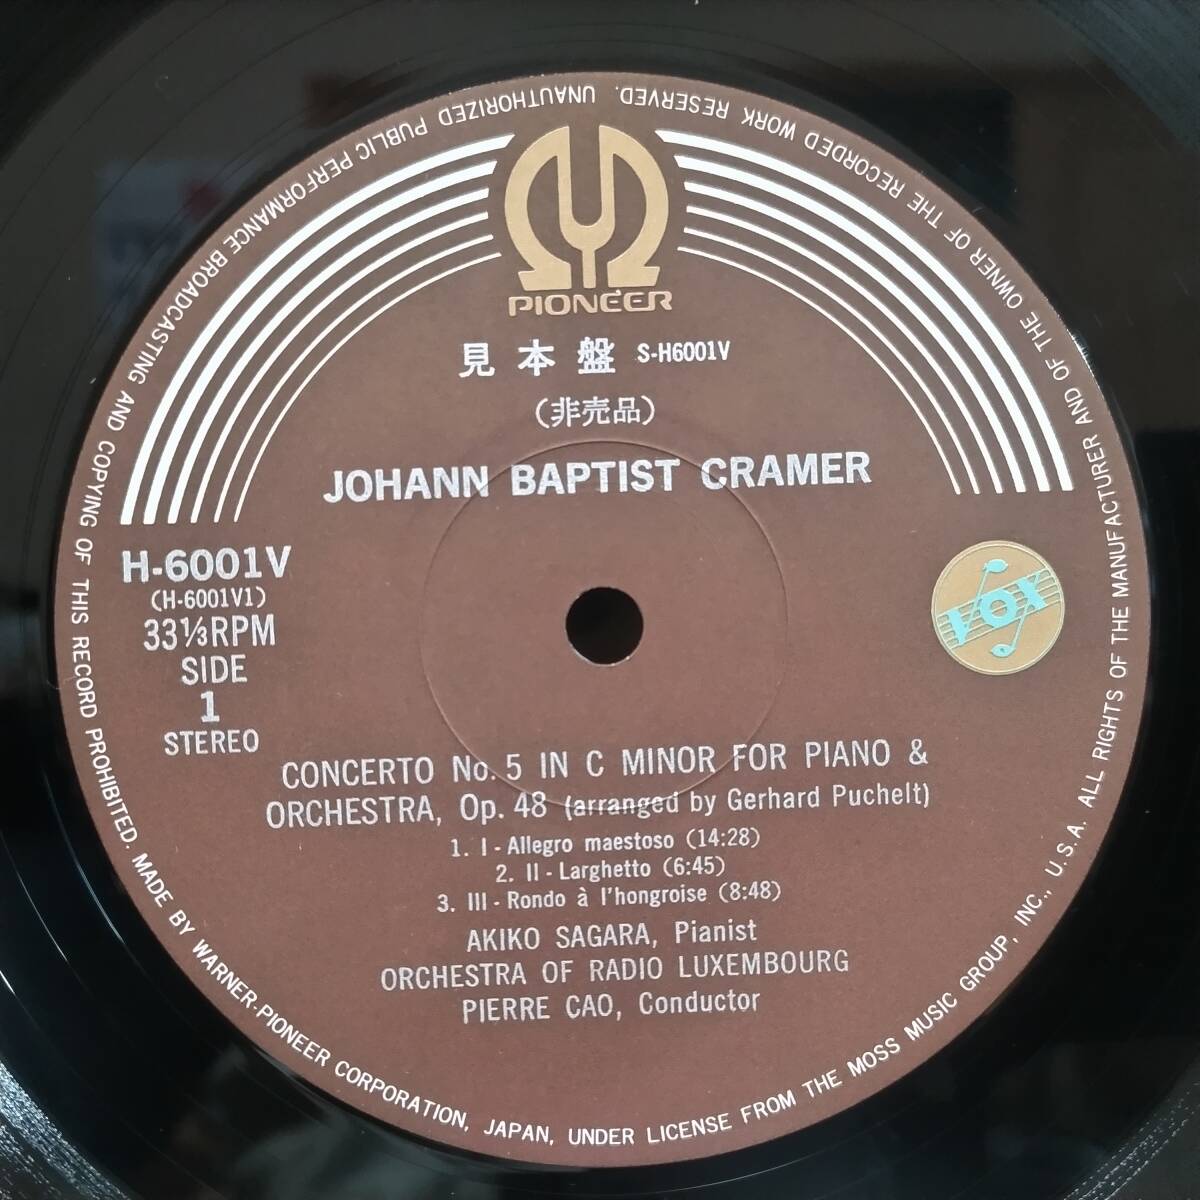 PIONEER
見本盤 S-H6001V
(非売品)
JOHANN BAPTIST CRAMER
H-6001V
(H-6001V1)
33⅓RPM
SIDE
1
STEREO
VOX
CONCERTO No. 5 IN C MINOR FOR PIANO &
ORCHESTRA, Op. 48 (arranged by Gerhard Puchelt)
1. I - Allegro maestoso (14:28)
2. II - Larghetto (6:45)
3. III - Rondo à l'hongroise (8:48)
AKIKO SAGARA, Pianist
ORCHESTRA OF RADIO LUXEMBOURG
PIERRE CAO, Conductor
MADE BY WARNER-PIONEER CORPORATION, JAPAN, UNDER LICENSE FROM THE MOSS MUSIC GROUP, INC., U.S.A. ALL RIGHTS OF THE MANUFACTURER AND OF THE OWNER OF THE RECORDED WORK RESERVED. UNAUTHORIZED PUBLIC PERFORMANCE BROADCASTING AND COPYING OF THIS RECORD PROHIBITED.